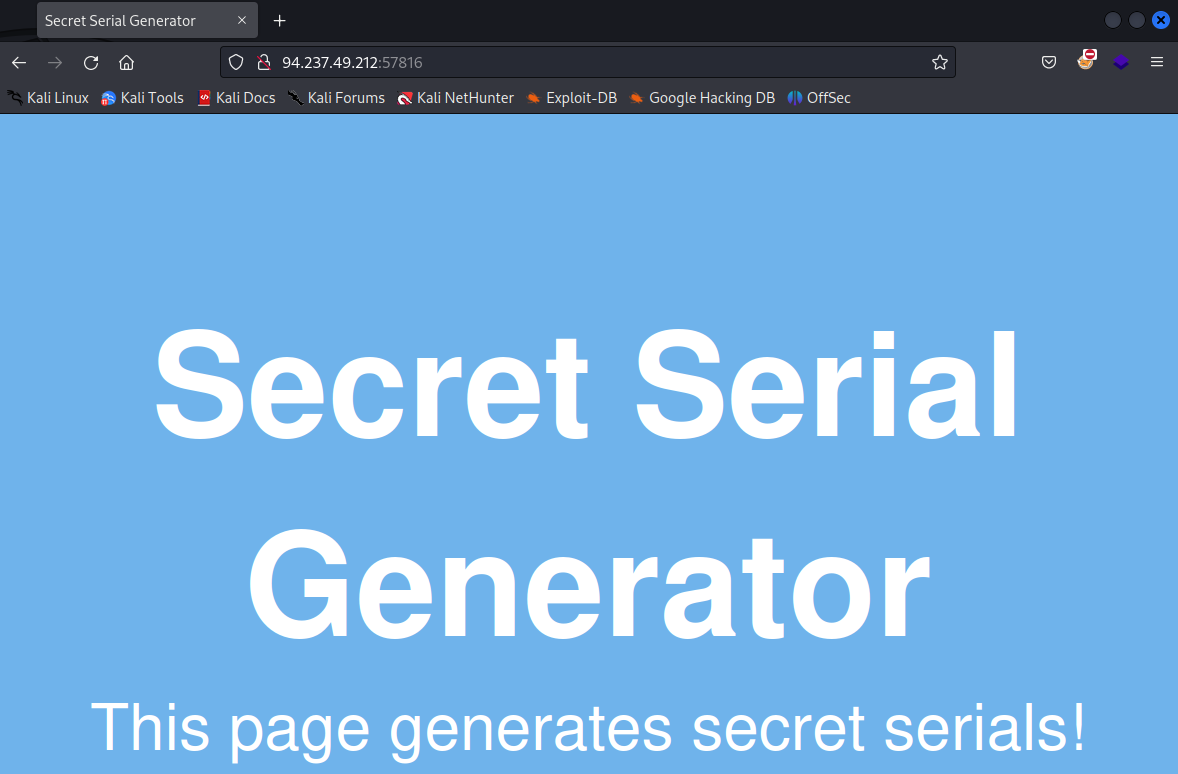 Secret Serial Generator
94.237.49.212:57816
Kali Linux Kali Tools Kali Docs Kali Forums Kali NetHunter Exploit-DB Google Hacking DB OffSec
Secret Serial
Generator
This page generates secret serials!